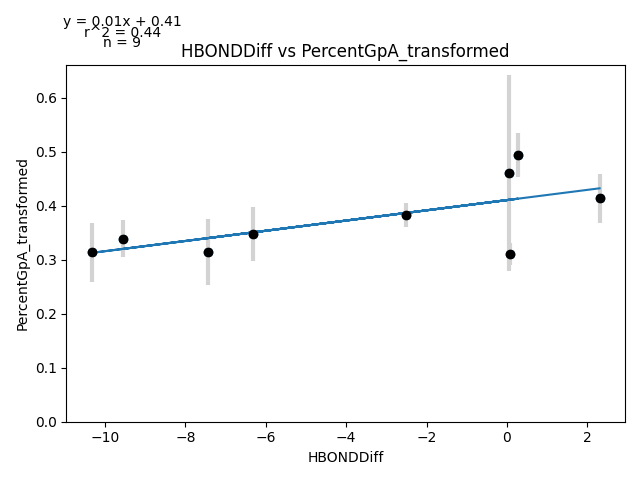 y = 0.01x + 0.41
r^2 = 0.44
n = 9
HBONDDiff vs PercentGpA_transformed
PercentGpA_transformed
0.6
0.5
0.4
0.3
0.2
0.1
0.0
−10 −8 −6 −4 −2 0 2
HBONDDiff